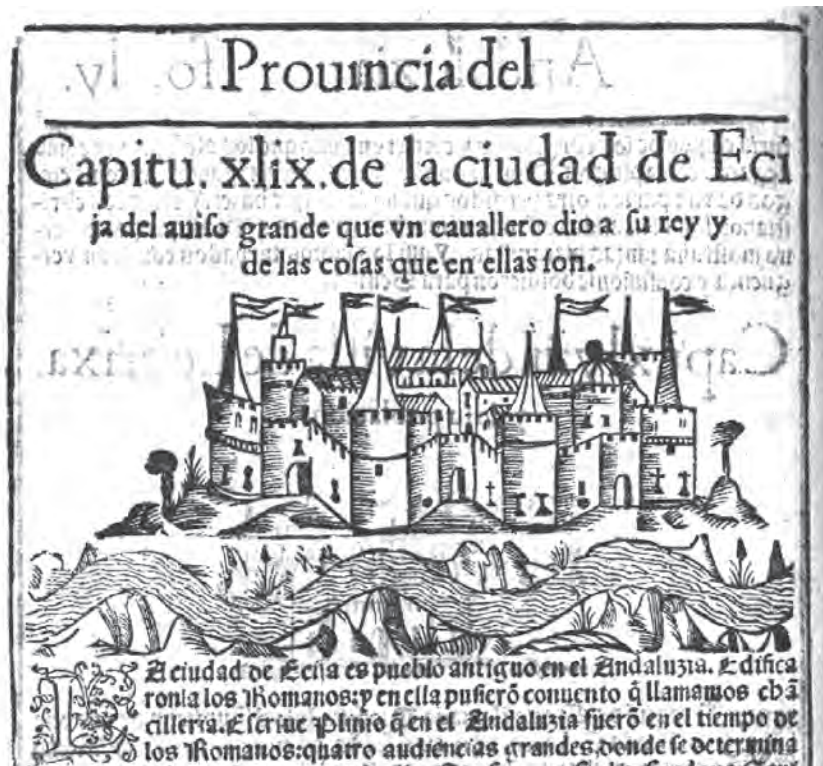 Prouincia del
Capitu. xlix. de la ciudad de Eci
ja del auiſo grande que vn cauallero dio a ſu rey y
de las coſas que en ellas ſon.
LA ciudad de Ecija es pueblo antiguo en el Andaluzia. Edifica
ronla los Romanos: y en ella puſierõ conuento q̃ llamamos chã
cilleria. Eſcriue Plinio q̃ en el Andaluzia fuerõ en el tiempo de
los Romanos: quatro audiencias grandes, donde ſe determina